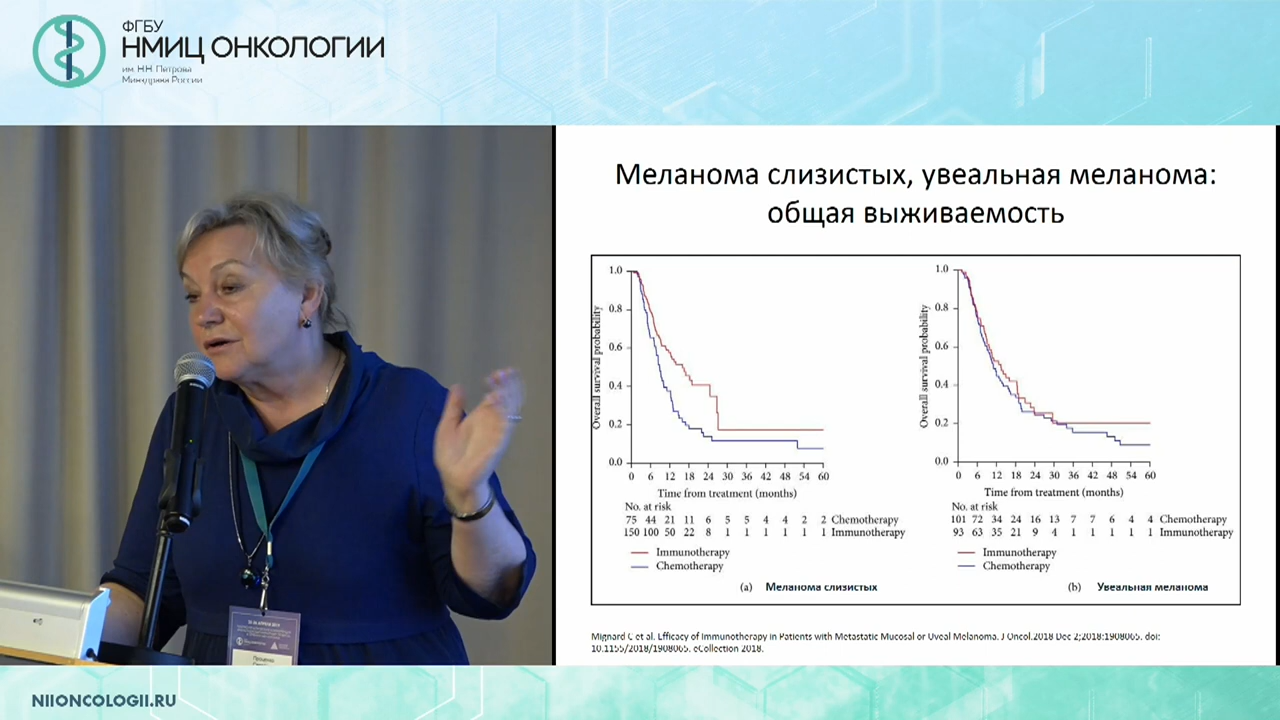 ФГБУ
НМИЦ ОНКОЛОГИИ
им. Н.Н. Петрова
Минздрава России
Меланома слизистых, увеальная меланома:
общая выживаемость
Overall survival probability
1.0
0.8
0.6
0.4
0.2
0.0
0 6 12 18 24 30 36 42 48 54 60
Time from treatment (months)
No. at risk
75 44 21 11 6 5 5 4 4 2 2 Chemotherapy
150 100 50 22 8 1 1 1 1 1 1 Immunotherapy
Immunotherapy
Chemotherapy
(a) Меланома слизистых
Overall survival probability
1.0
0.8
0.6
0.4
0.2
0.0
0 6 12 18 24 30 36 42 48 54 60
Time from treatment (months)
No. at risk
101 72 34 24 16 13 7 7 6 4 4 Chemotherapy
93 63 35 21 9 4 1 1 1 1 1 Immunotherapy
Immunotherapy
Chemotherapy
(b) Увеальная меланома
Mignard C et al. Efficacy of Immunotherapy in Patients with Metastatic Mucosal or Uveal Melanoma. J Oncol.2018 Dec 2;2018:1908065. doi:
10.1155/2018/1908065. eCollection 2018.
NIIONCOLOGII.RU